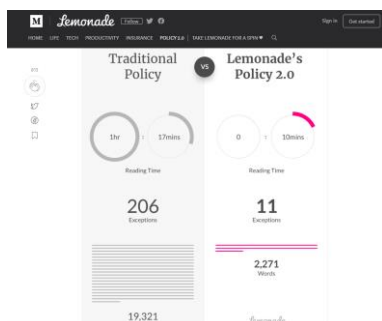 M Lemonade Follow
Sign in Get started
HOME LIFE TECH PRODUCTIVITY INSURANCE POLICY 2.0 TAKE LEMONADE FOR A SPIN
Traditional
Policy
VS
Lemonade's
Policy 2.0
1hr : 17mins
0 : 10mins
Reading Time
Reading Time
206
Exceptions
11
Exceptions
2,271
Words
19,321
Lemonade